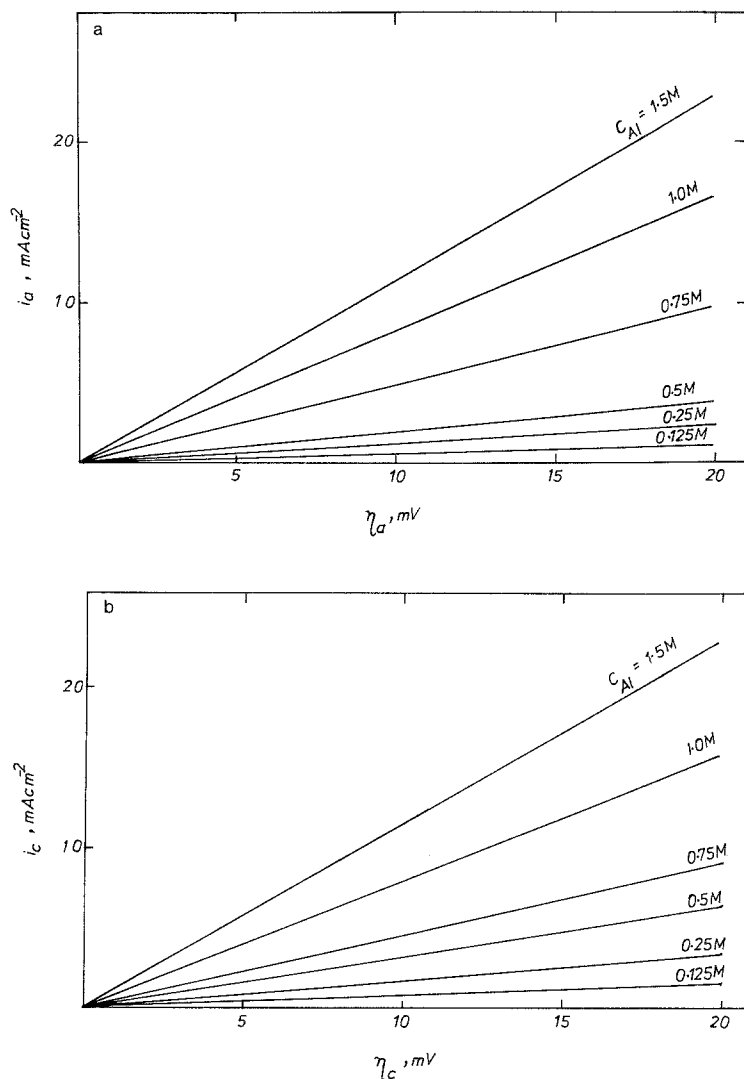 a
C_Al = 1.5M
20
1.0M
i_a, mAcm^-2
10
0.75M
0.5M
0.25M
0.125M
5 10 15 20
η_a, mV
b
C_Al = 1.5M
20
1.0M
i_c, mAcm^-2
10
0.75M
0.5M
0.25M
0.125M
5 10 15 20
η_c, mV